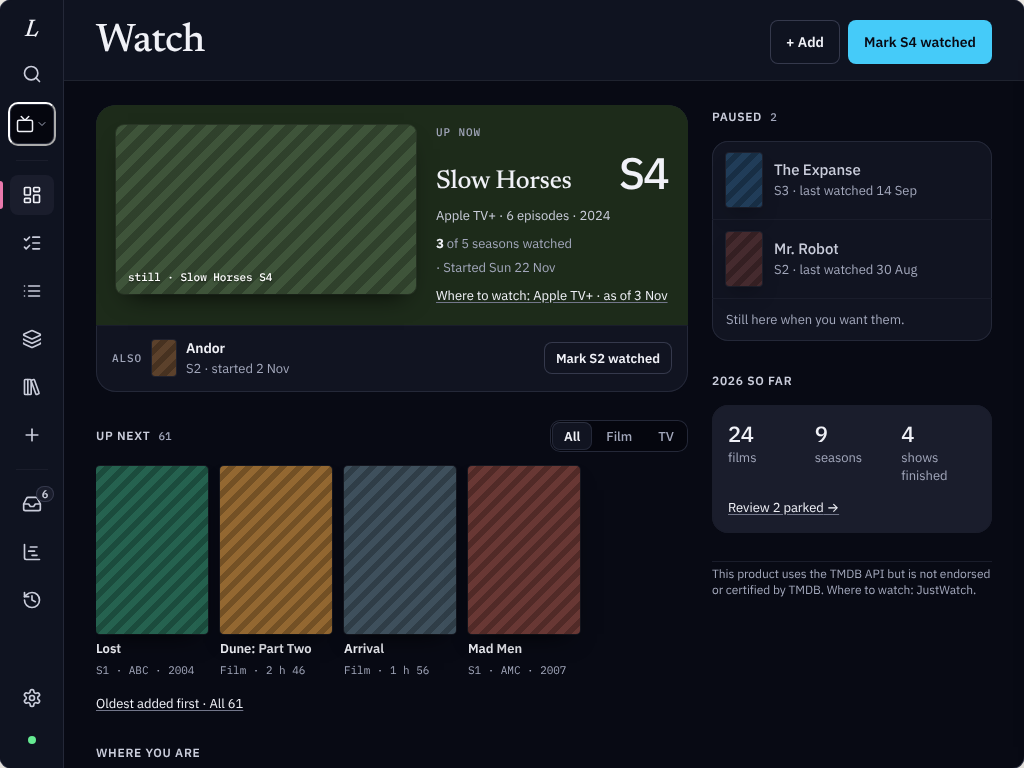 L
Watch
+ Add
Mark S4 watched
UP NOW
Slow Horses
S4
Apple TV+ · 6 episodes · 2024
3 of 5 seasons watched
· Started Sun 22 Nov
Where to watch: Apple TV+ · as of 3 Nov
still · Slow Horses S4
ALSO
Andor
S2 · started 2 Nov
Mark S2 watched
UP NEXT 61
All
Film
TV
Lost
S1 · ABC · 2004
Dune: Part Two
Film · 2 h 46
Arrival
Film · 1 h 56
Mad Men
S1 · AMC · 2007
Oldest added first · All 61
WHERE YOU ARE
PAUSED 2
The Expanse
S3 · last watched 14 Sep
Mr. Robot
S2 · last watched 30 Aug
Still here when you want them.
2026 SO FAR
24
films
9
seasons
4
shows
finished
Review 2 parked →
This product uses the TMDB API but is not endorsed
or certified by TMDB. Where to watch: JustWatch.
6